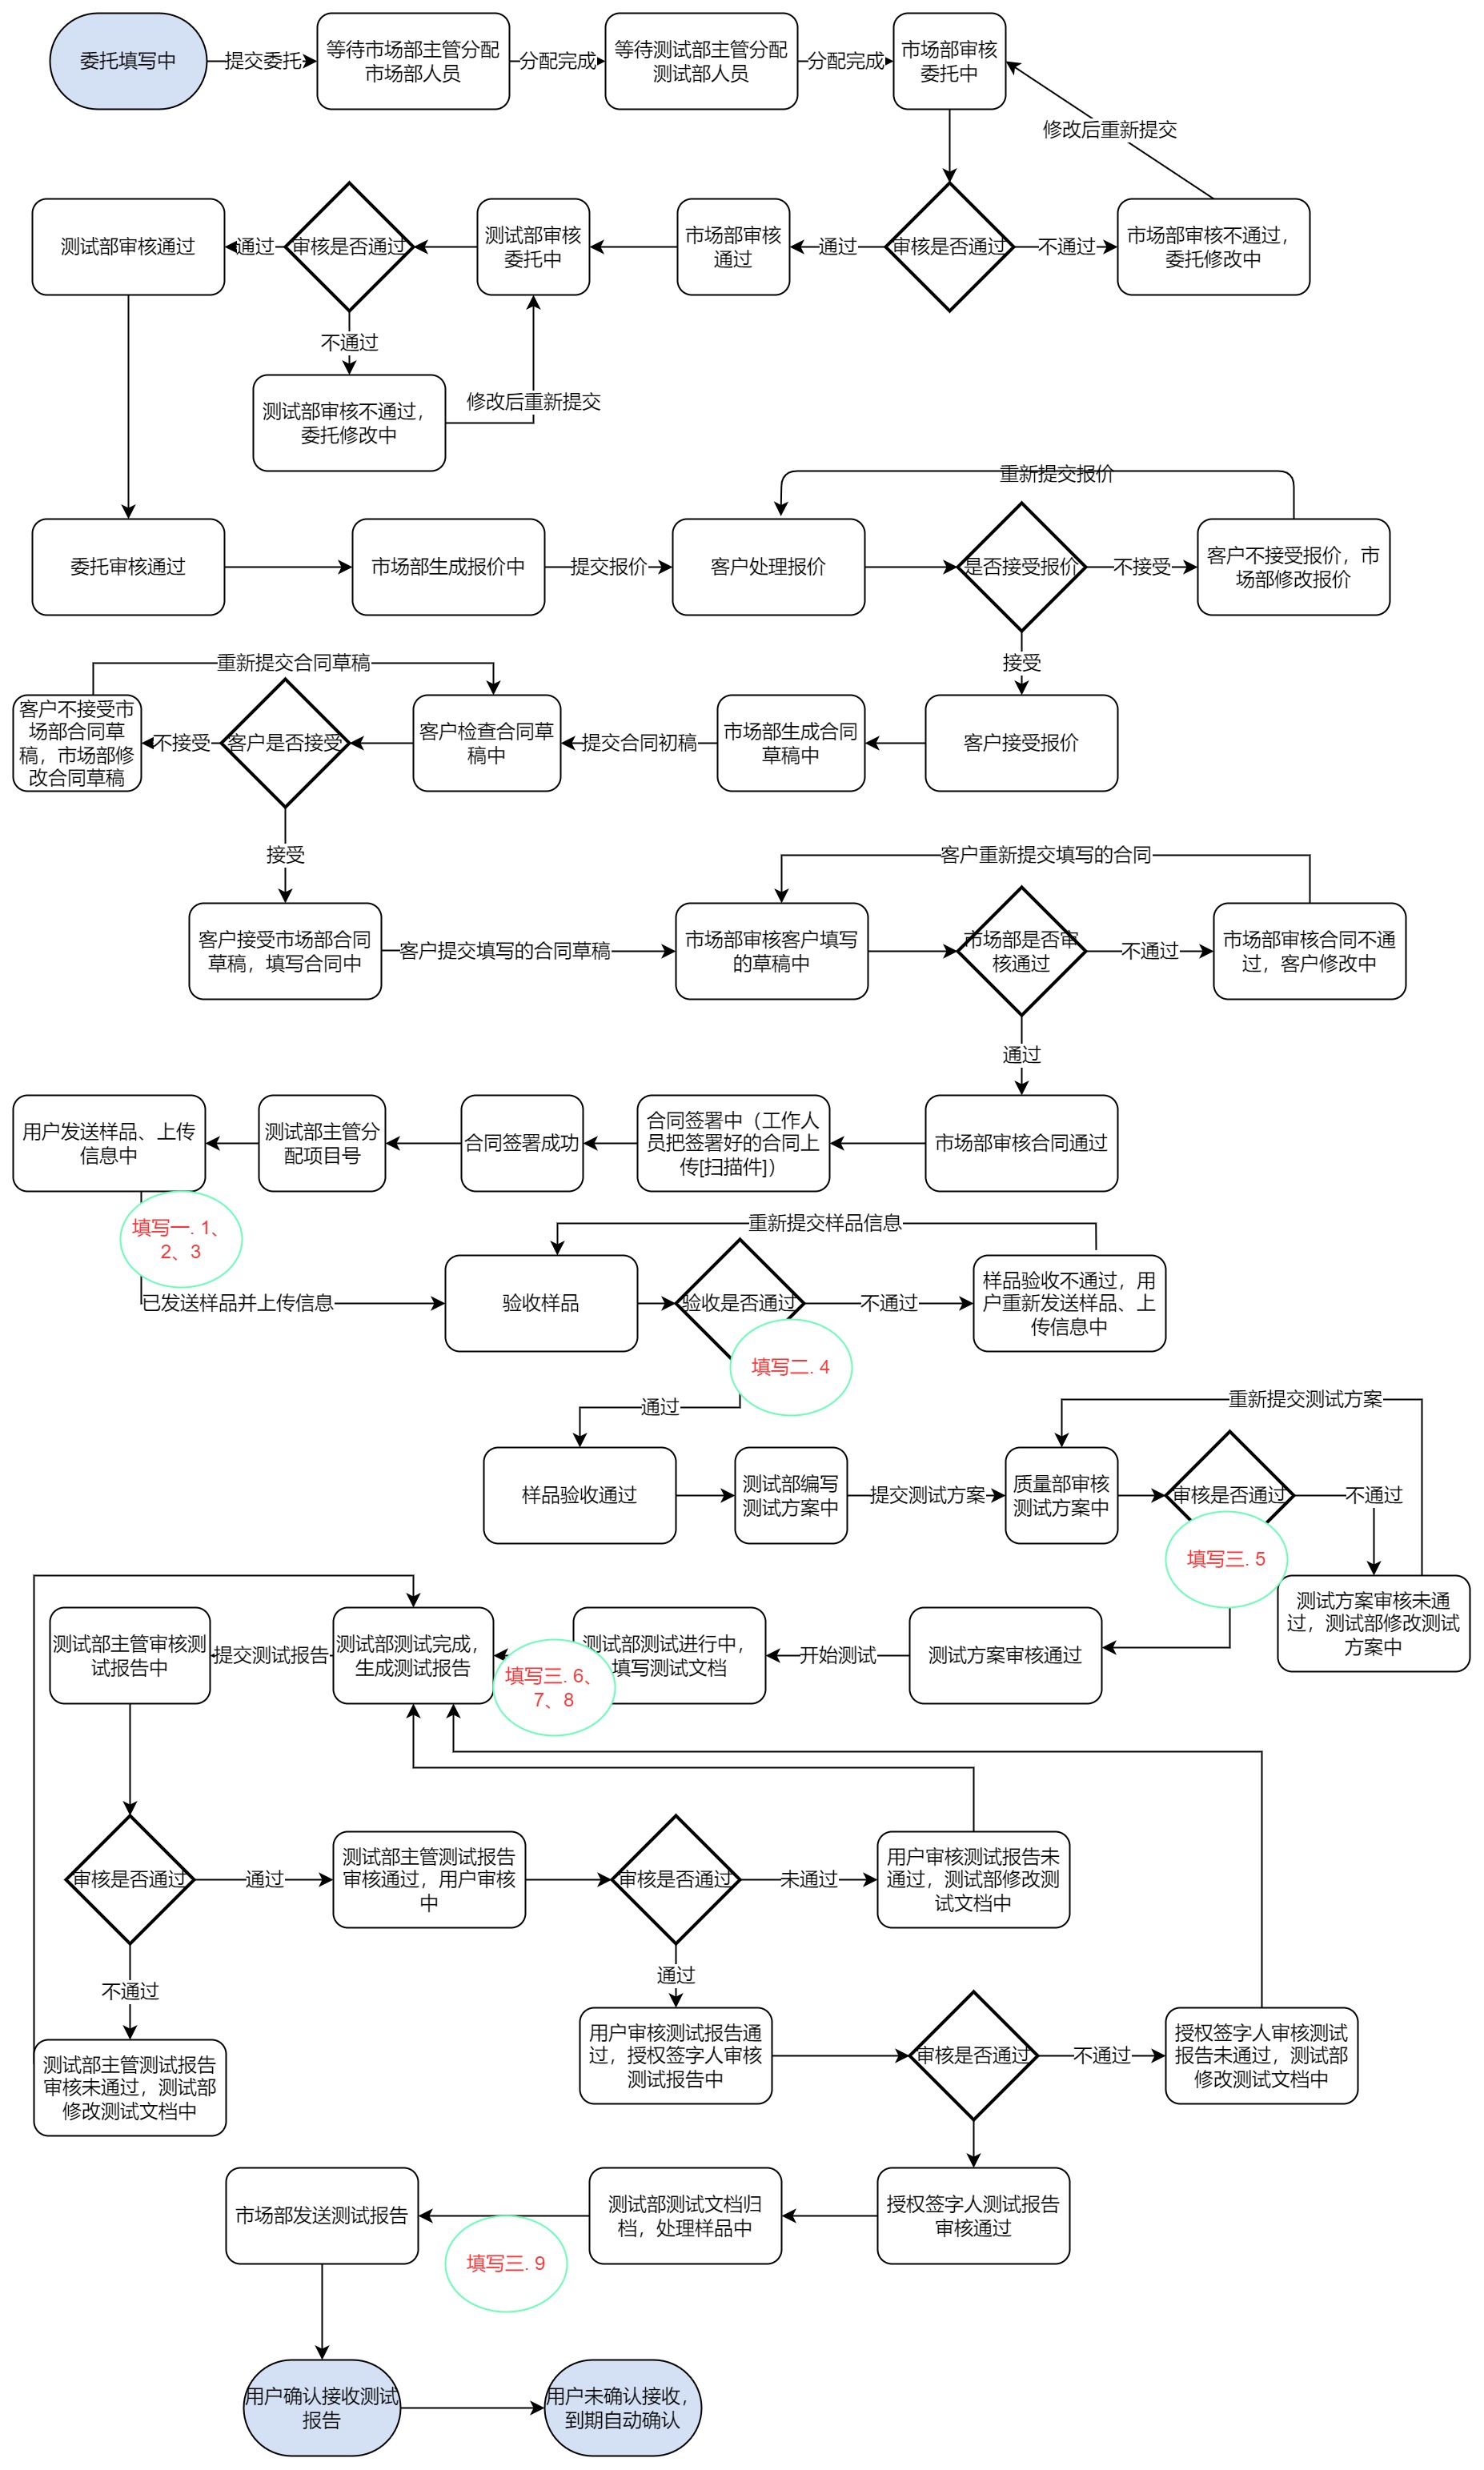 委托填写中
提交委托
等待市场部主管分配
市场部人员
分配完成
等待测试部主管分配
测试部人员
分配完成
市场部审核
委托中
修改后重新提交
测试部审核通过
通过
审核是否通过
测试部审核
委托中
市场部审核
通过
通过
审核是否通过
不通过
市场部审核不通过，
委托修改中
不通过
测试部审核不通过，
委托修改中
修改后重新提交
重新提交报价
委托审核通过
市场部生成报价中
提交报价
客户处理报价
是否接受报价
不接受
客户不接受报价，市
场部修改报价
接受
重新提交合同草稿
客户不接受市
场部合同草
稿，市场部修
改合同草稿
不接受
客户是否接受
客户检查合同草
稿中
提交合同初稿
市场部生成合同
草稿中
客户接受报价
接受
客户重新提交填写的合同
客户接受市场部合同
草稿，填写合同中
客户提交填写的合同草稿
市场部审核客户填写
的草稿中
市场部是否审
核通过
不通过
市场部审核合同不通
过，客户修改中
通过
用户发送样品、上传
信息中
测试部主管分
配项目号
合同签署成功
合同签署中（工作人
员把签署好的合同上
传[扫描件]）
市场部审核合同通过
填写一. 1、
2、3
重新提交样品信息
已发送样品并上传信息
验收样品
验收是否通过
不通过
样品验收不通过，用
户重新发送样品、上
传信息中
填写二. 4
通过
重新提交测试方案
样品验收通过
测试部编写
测试方案中
提交测试方案
质量部审核
测试方案中
审核是否通过
不通过
填写三. 5
测试方案审核未通
过，测试部修改测试
方案中
测试部主管审核测
试报告中
提交测试报告
测试部测试完成，
生成测试报告
填写三. 6、
7、8
测试部测试进行中，
填写测试文档
开始测试
测试方案审核通过
审核是否通过
通过
测试部主管测试报告
审核通过，用户审核
中
审核是否通过
未通过
用户审核测试报告未
通过，测试部修改测
试文档中
不通过
通过
测试部主管测试报告
审核未通过，测试部
修改测试文档中
用户审核测试报告通
过，授权签字人审核
测试报告中
审核是否通过
不通过
授权签字人审核测试
报告未通过，测试部
修改测试文档中
市场部发送测试报告
测试部测试文档归
档，处理样品中
授权签字人测试报告
审核通过
填写三. 9
用户确认接收测试
报告
用户未确认接收，
到期自动确认